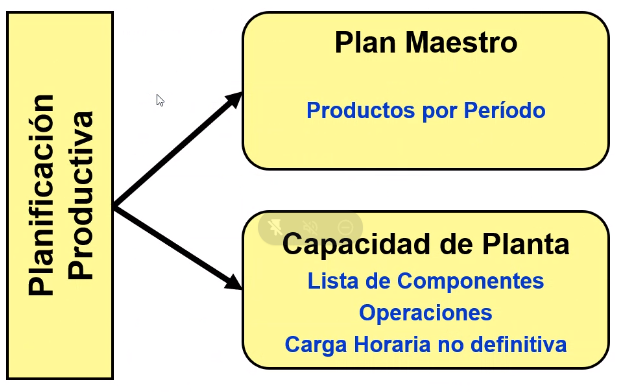 Planificación
Productiva
Plan Maestro
Productos por Período
Capacidad de Planta
Lista de Componentes
Operaciones
Carga Horaria no definitiva